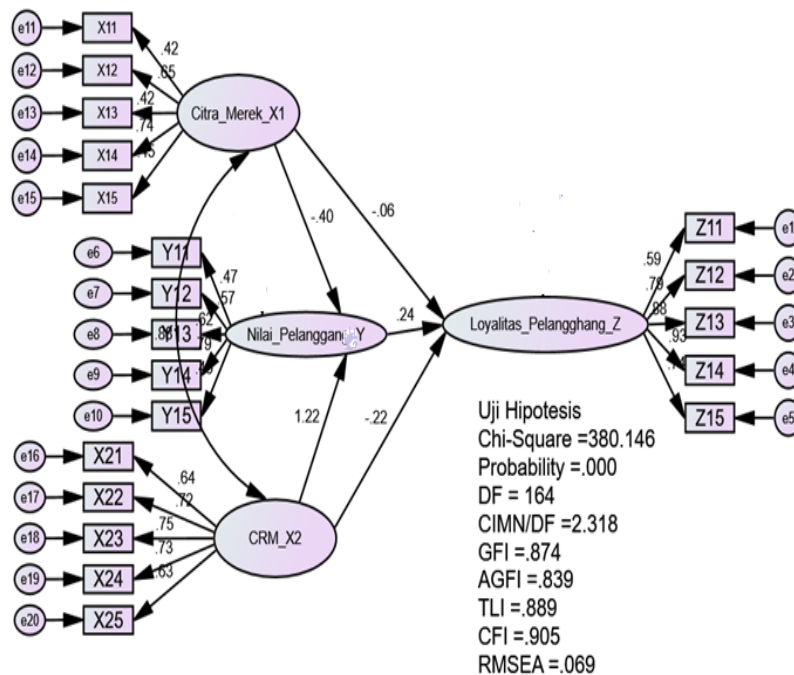 e11 X11 .42
e12 X12 .65
e13 X13 .42
e14 X14 .74
e15 X15
Citra_Merek_X1
-.40
-.06
e6 Y11 .47
e7 Y12 .57
e8 .62
e9 Y14
e10 Y15
Nilai_Pelanggan_Y
.24
Loyalitas_Pelangghang_Z
Z11 e1 .59
Z12 e2 .79
Z13 e3 .88
Z14 e4 .93
Z15 e5
1.22
-.22
e16 X21 .64
e17 X22 .72
e18 X23 .75
e19 X24 .73
e20 X25 .63
CRM_X2
Uji Hipotesis
Chi-Square =380.146
Probability =.000
DF = 164
CIMN/DF =2.318
GFI =.874
AGFI =.839
TLI =.889
CFI =.905
RMSEA =.069